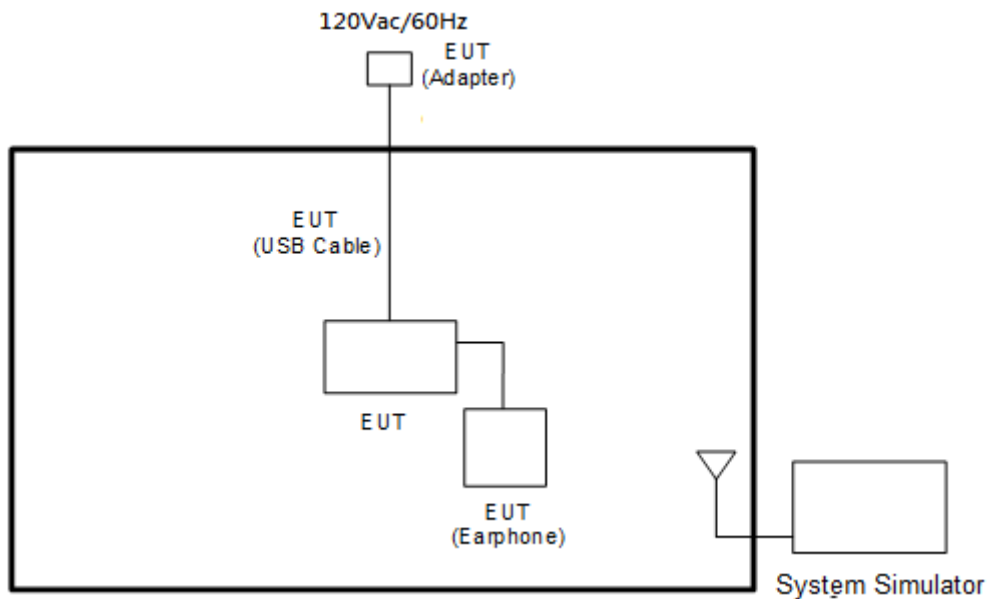 120Vac/60Hz
EUT
(Adapter)
EUT
(USB Cable)
EUT
EUT
(Earphone)
System Simulator